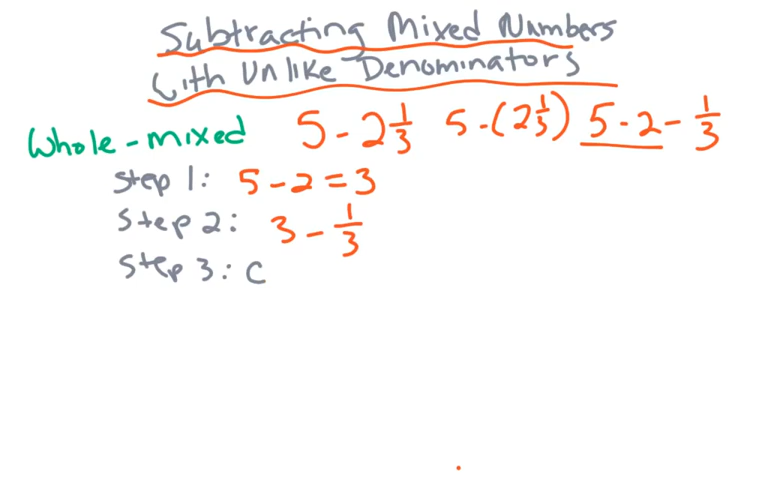 Subtracting Mixed Numbers
With Unlike Denominators
Whole-mixed 5 - 2 1/3 5 - (2 1/3) 5 - 2 - 1/3
Step 1: 5 - 2 = 3
Step 2: 3 - 1/3
Step 3: C